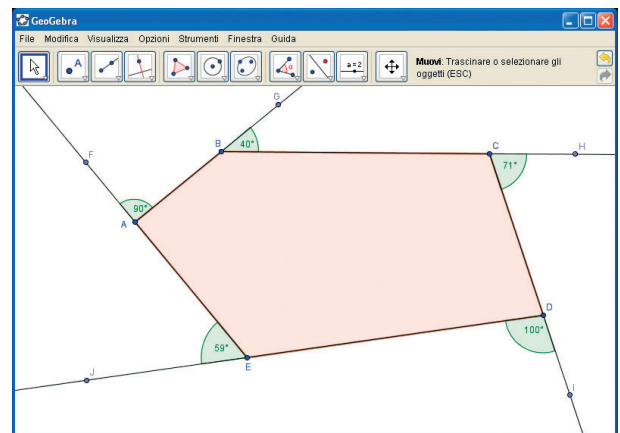 GeoGebra
File Modifica Visualizza Opzioni Strumenti Finestra Guida
A
a = 2
α
Muovi: Trascinare o selezionare gli
oggetti (ESC)
G
B
40°
C
H
F
71°
90°
A
D
100°
59°
E
J
I